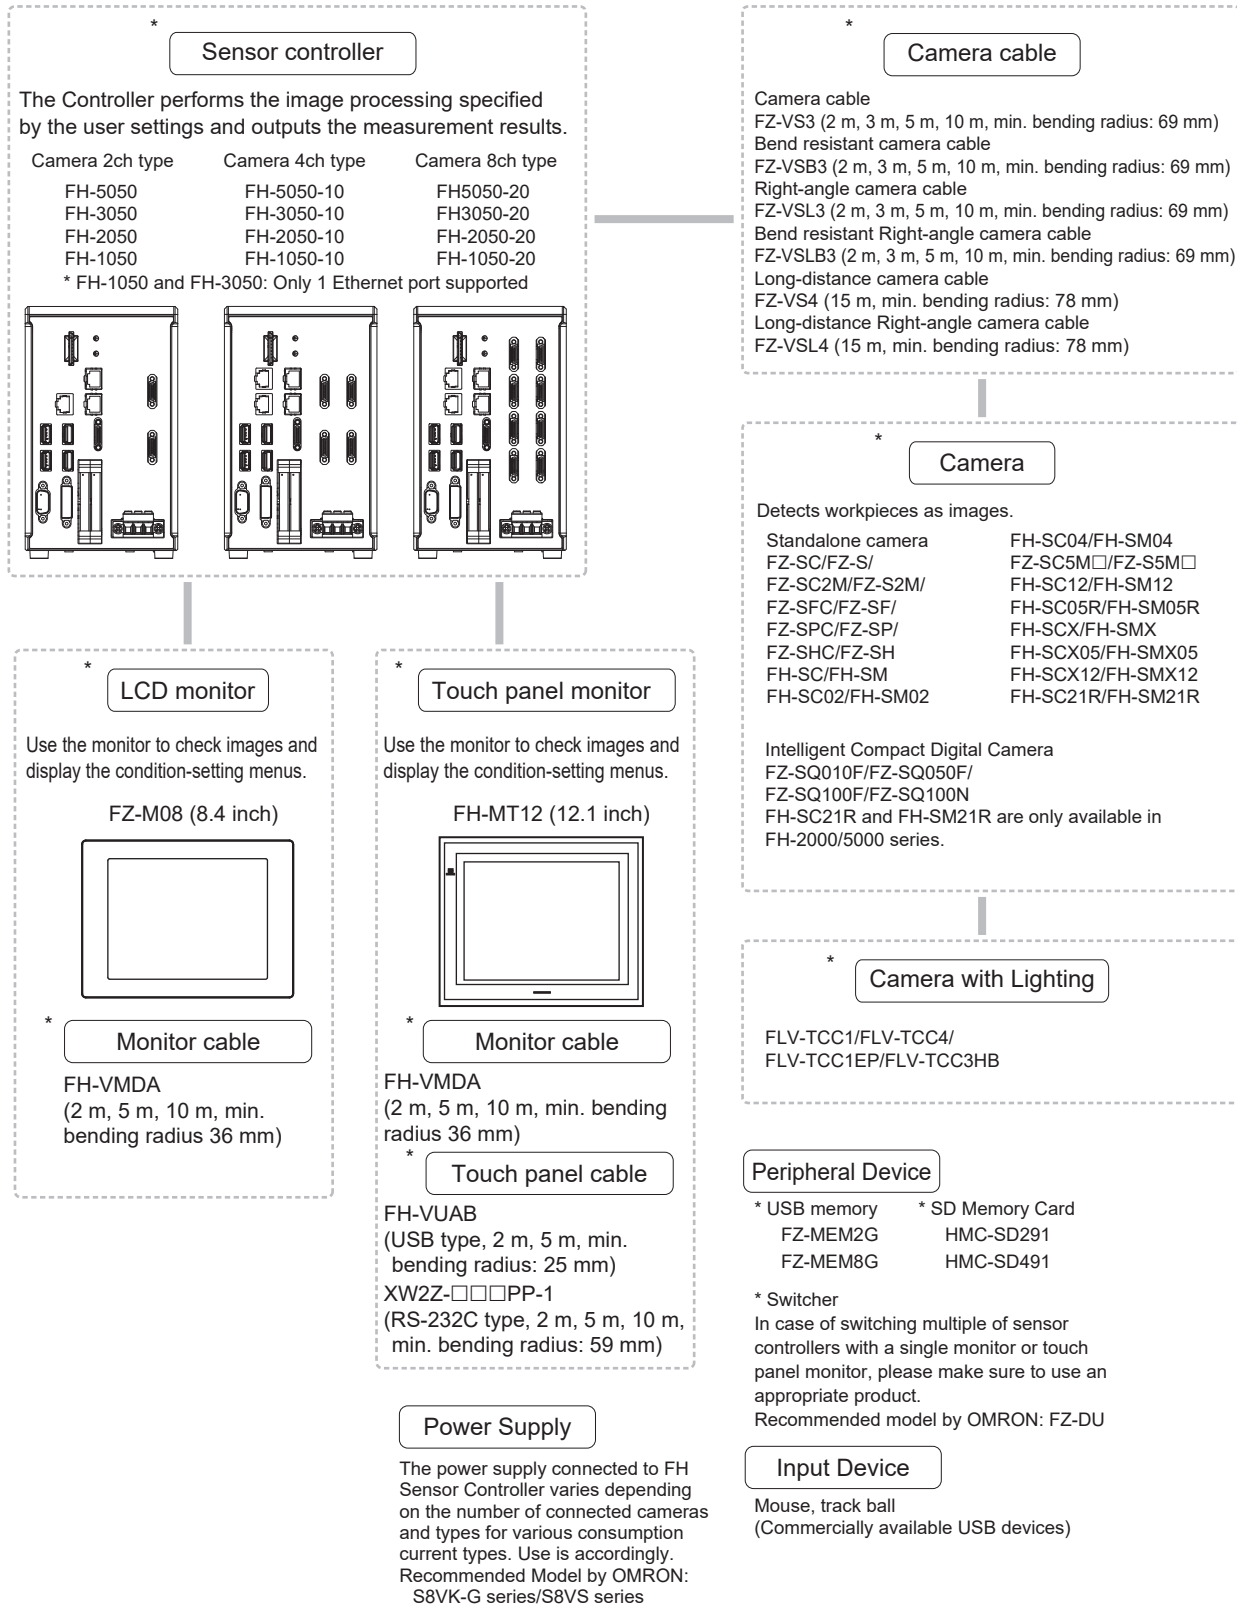 *
Sensor controller
The Controller performs the image processing specified
by the user settings and outputs the measurement results.
Camera 2ch type
FH-5050
FH-3050
FH-2050
FH-1050
Camera 4ch type
FH-5050-10
FH-3050-10
FH-2050-10
FH-1050-10
Camera 8ch type
FH5050-20
FH3050-20
FH-2050-20
FH-1050-20
* FH-1050 and FH-3050: Only 1 Ethernet port supported
*
Camera cable
Camera cable
FZ-VS3 (2 m, 3 m, 5 m, 10 m, min. bending radius: 69 mm)
Bend resistant camera cable
FZ-VSB3 (2 m, 3 m, 5 m, 10 m, min. bending radius: 69 mm)
Right-angle camera cable
FZ-VSL3 (2 m, 3 m, 5 m, 10 m, min. bending radius: 69 mm)
Bend resistant Right-angle camera cable
FZ-VSLB3 (2 m, 3 m, 5 m, 10 m, min. bending radius: 69 mm)
Long-distance camera cable
FZ-VS4 (15 m, min. bending radius: 78 mm)
Long-distance Right-angle camera cable
FZ-VSL4 (15 m, min. bending radius: 78 mm)
*
Camera
Detects workpieces as images.
Standalone camera
FZ-SC/FZ-S/
FZ-SC2M/FZ-S2M/
FZ-SFC/FZ-SF/
FZ-SPC/FZ-SP/
FZ-SHC/FZ-SH
FH-SC/FH-SM
FH-SC02/FH-SM02
FH-SC04/FH-SM04
FZ-SC5M□/FZ-S5M□
FH-SC12/FH-SM12
FH-SC05R/FH-SM05R
FH-SCX/FH-SMX
FH-SCX05/FH-SMX05
FH-SCX12/FH-SMX12
FH-SC21R/FH-SM21R
Intelligent Compact Digital Camera
FZ-SQ010F/FZ-SQ050F/
FZ-SQ100F/FZ-SQ100N
FH-SC21R and FH-SM21R are only available in
FH-2000/5000 series.
*
Camera with Lighting
FLV-TCC1/FLV-TCC4/
FLV-TCC1EP/FLV-TCC3HB
*
LCD monitor
Use the monitor to check images and
display the condition-setting menus.
FZ-M08 (8.4 inch)
*
Monitor cable
FH-VMDA
(2 m, 5 m, 10 m, min.
bending radius 36 mm)
*
Touch panel monitor
Use the monitor to check images and
display the condition-setting menus.
FH-MT12 (12.1 inch)
*
Monitor cable
FH-VMDA
(2 m, 5 m, 10 m, min. bending
radius 36 mm)
*
Touch panel cable
FH-VUAB
(USB type, 2 m, 5 m, min.
bending radius: 25 mm)
XW2Z-□□□PP-1
(RS-232C type, 2 m, 5 m, 10 m,
min. bending radius: 59 mm)
Power Supply
The power supply connected to FH
Sensor Controller varies depending
on the number of connected cameras
and types for various consumption
current types. Use is accordingly.
Recommended Model by OMRON:
S8VK-G series/S8VS series
Peripheral Device
* USB memory
FZ-MEM2G
FZ-MEM8G
* SD Memory Card
HMC-SD291
HMC-SD491
* Switcher
In case of switching multiple of sensor
controllers with a single monitor or touch
panel monitor, please make sure to use an
appropriate product.
Recommended model by OMRON: FZ-DU
Input Device
Mouse, track ball
(Commercially available USB devices)